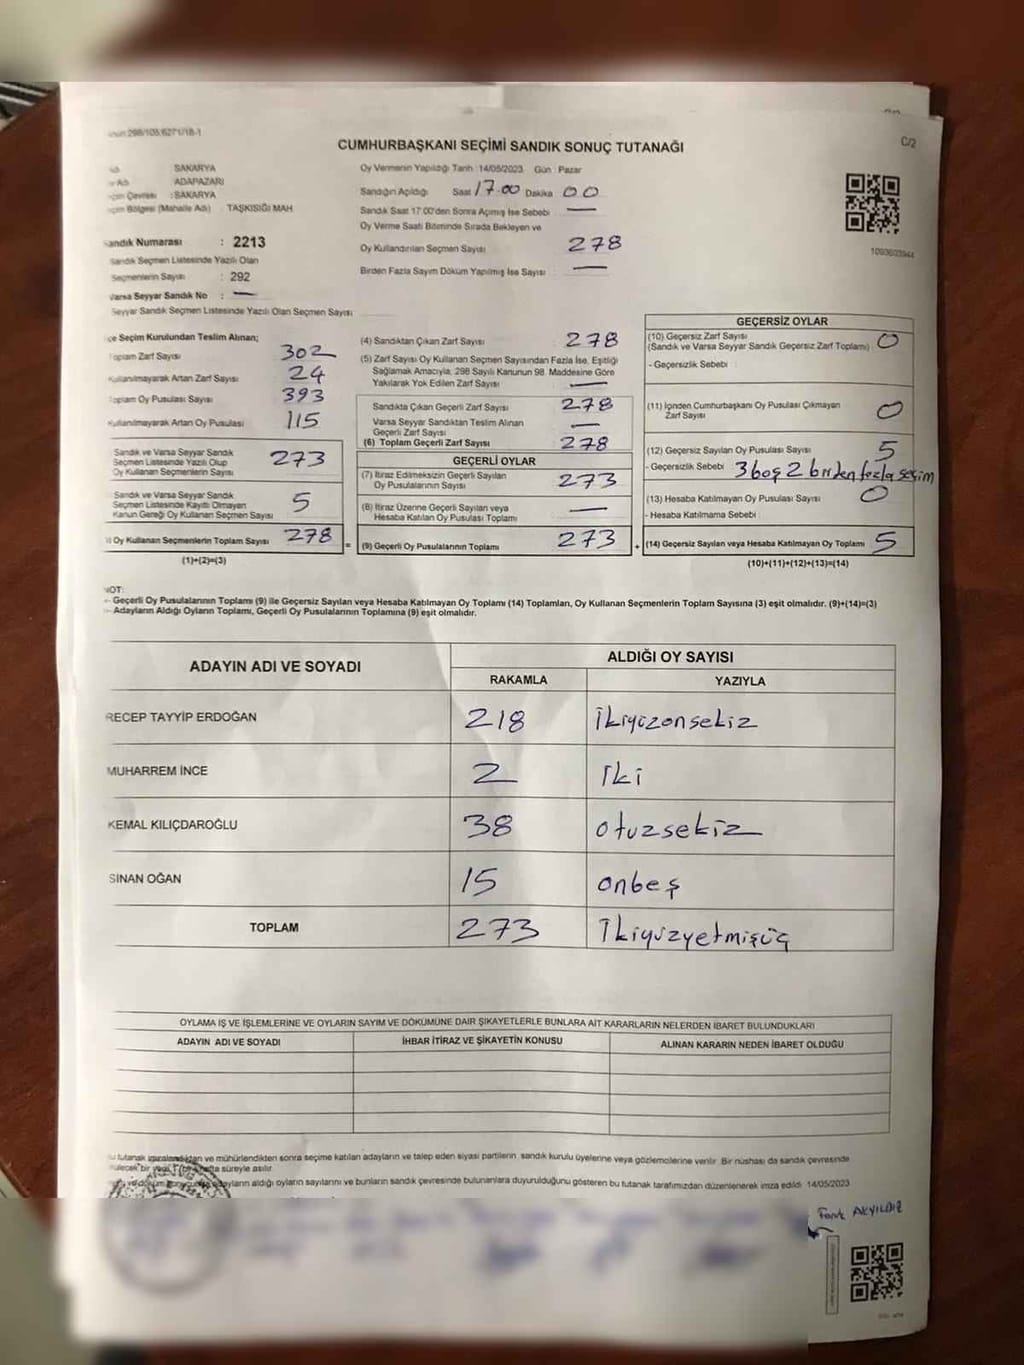 298/105/6271/18-1
C/2
CUMHURBAŞKANI SEÇİMİ SANDIK SONUÇ TUTANAĞI
SAKARYA
ADAPAZARI
Çevresi : SAKARYA
Bölgesi (Mahalle Adı) TAŞKISIĞI MAH
Sandık Numarası : 2213
Sandık Seçmen Listesinde Yazılı Olan
Seçmenlerin Sayısı : 292
Varsa Seyyar Sandık No : —
Seyyar Sandık Seçmen Listesinde Yazılı Olan Seçmen Sayısı
Oy Vermenin Yapıldığı Tarih :14/05/2023 Gün : Pazar
Sandığın Açıldığı Saat 17.00 Dakika 00
Sandık Saat 17.00'den Sonra Açılmış İse Sebebi —
Oy Verme Saati Bitiminde Sırada Bekleyen ve
Oy Kullandırılan Seçmen Sayısı 278
Birden Fazla Sayım Döküm Yapılmış İse Sayısı —
1093603944
Seçim Kurulundan Teslim Alınan;
Toplam Zarf Sayısı 302
Kullanılmayarak Artan Zarf Sayısı 24
Toplam Oy Pusulası Sayısı 393
Kullanılmayarak Artan Oy Pusulası 115
Sandık ve Varsa Seyyar Sandık
Seçmen Listesinde Yazılı Olup
Oy Kullanan Seçmenlerin Sayısı 273
Sandık ve Varsa Seyyar Sandık
Seçmen Listesinde Kayıtlı Olmayan
Kanun Gereği Oy Kullanan Seçmen Sayısı 5
Oy Kullanan Seçmenlerin Toplam Sayısı 278
(1)+(2)=(3)
(4) Sandıktan Çıkan Zarf Sayısı 278
(5) Zarf Sayısı Oy Kullanan Seçmen Sayısından Fazla İse, Eşitliği
Sağlamak Amacıyla, 298 Sayılı Kanunun 98. Maddesine Göre
Yakılarak Yok Edilen Zarf Sayısı —
Sandıkta Çıkan Geçerli Zarf Sayısı 278
Varsa Seyyar Sandıktan Teslim Alınan
Geçerli Zarf Sayısı —
(6) Toplam Geçerli Zarf Sayısı 278
GEÇERLİ OYLAR
(7) İtiraz Edilmeksizin Geçerli Sayılan
Oy Pusulalarının Sayısı 273
(8) İtiraz Üzerine Geçerli Sayılan veya
Hesaba Katılan Oy Pusulası Toplamı —
= (9) Geçerli Oy Pusulalarının Toplamı 273
GEÇERSİZ OYLAR
(10) Geçersiz Zarf Sayısı
(Sandık ve Varsa Seyyar Sandık Geçersiz Zarf Toplamı) 0
- Geçersizlik Sebebi
(11) İçinden Cumhurbaşkanı Oy Pusulası Çıkmayan
Zarf Sayısı 0
(12) Geçersiz Sayılan Oy Pusulası Sayısı 5
- Geçersizlik Sebebi 3 boş 2 birden fazla seçim
(13) Hesaba Katılmayan Oy Pusulası Sayısı 0
- Hesaba Katılmama Sebebi
+ (14) Geçersiz Sayılan veya Hesaba Katılmayan Oy Toplamı 5
(10)+(11)+(12)+(13)=(14)
NOT:
- Geçerli Oy Pusulalarının Toplamı (9) ile Geçersiz Sayılan veya Hesaba Katılmayan Oy Toplamı (14) Toplamları, Oy Kullanan Seçmenlerin Toplam Sayısına (3) eşit olmalıdır. (9)+(14)=(3)
- Adayların Aldığı Oyların Toplamı, Geçerli Oy Pusulalarının Toplamına (9) eşit olmalıdır.
ADAYIN ADI VE SOYADI
ALDIĞI OY SAYISI
RAKAMLA YAZIYLA
RECEP TAYYİP ERDOĞAN 218 ikiyüzonsekiz
MUHARREM İNCE 2 iki
KEMAL KILIÇDAROĞLU 38 otuzsekiz
SİNAN OĞAN 15 onbeş
TOPLAM 273 ikiyüzyetmişüç
OYLAMA İŞ VE İŞLEMLERİNE VE OYLARIN SAYIM VE DÖKÜMÜNE DAİR ŞİKAYETLERLE BUNLARA AİT KARARLARIN NELERDEN İBARET BULUNDUKLARI
ADAYIN ADI VE SOYADI İHBAR İTİRAZ VE ŞİKAYETİN KONUSU ALINAN KARARIN NEDEN İBARET OLDUĞU
tutanak imzalandıktan ve mühürlendikten sonra seçime katılan adayların ve talep eden siyasi partilerin sandık kurulu üyelerine veya gözlemcilerine verilir. Bir nüshası da sandık çevresinde
bir yere, 1 (bir) hafta süreyle asılır.
adayların aldığı oyların sayılarını ve bunların sandık çevresinde bulunanlara duyurulduğunu gösteren bu tutanak tarafımızdan düzenlenerek imza edildi 14/05/2023
Faruk AKYILDIZ